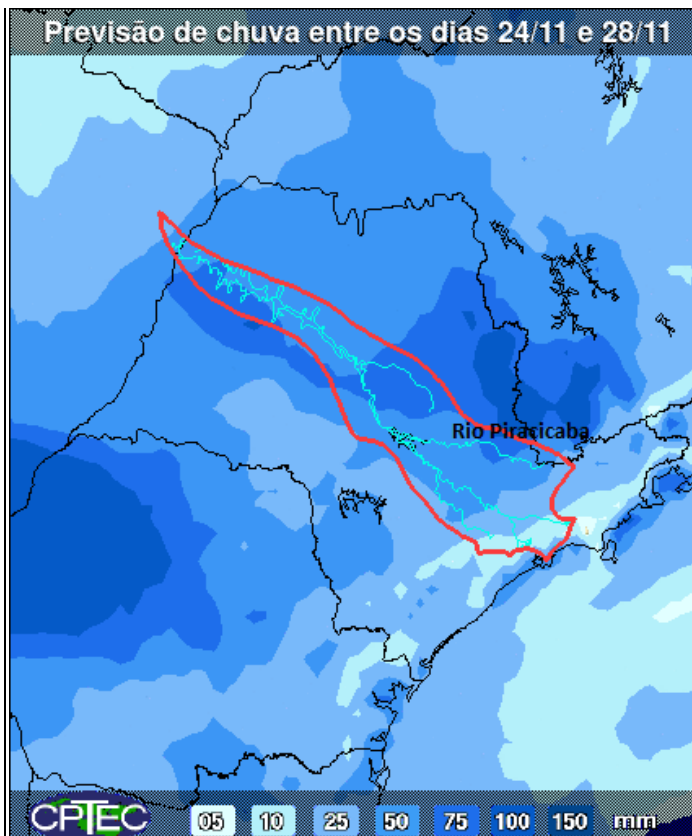 Previsão de chuva entre os dias 24/11 e 28/11
Rio Piracicaba
CPTEC 05 10 25 50 75 100 150 mm